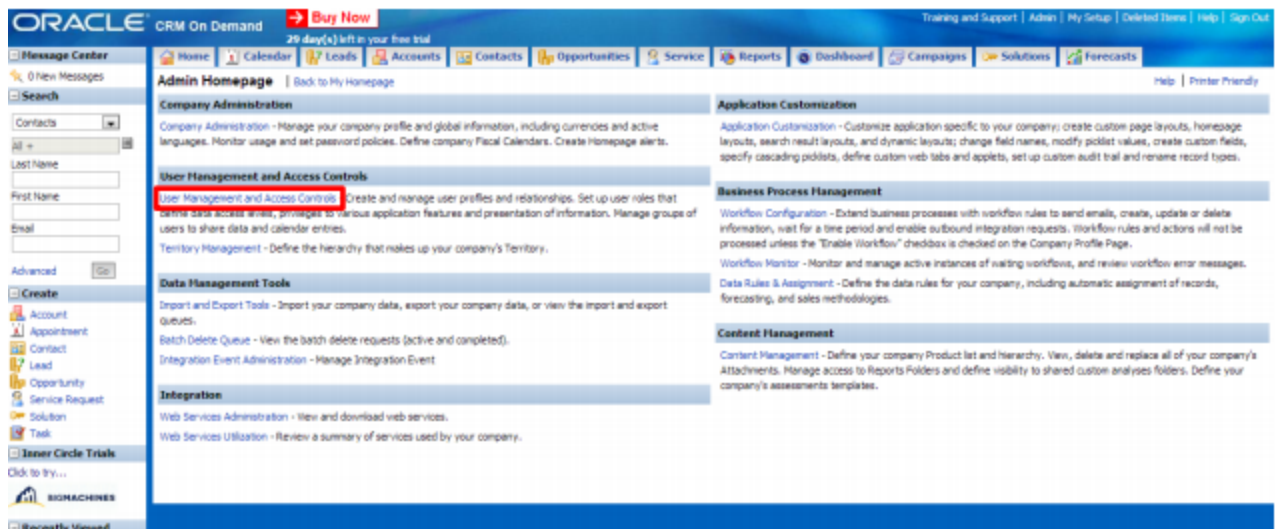 ORACLE CRM On Demand
Buy Now
29 day(s) left in your free trial
Training and Support | Admin | My Setup | Deleted Items | Help | Sign Out
Message Center
0 New Messages
Home Calendar Leads Accounts Contacts Opportunities Service Reports Dashboard Campaigns Solutions Forecasts
Admin Homepage | Back to My Homepage
Help | Printer Friendly
Search
Contacts
All +
Last Name
First Name
Email
Advanced Go
Create
Account
Appointment
Contact
Lead
Opportunity
Service Request
Solution
Task
Inner Circle Trials
Click to try...
BIGMACHINES
Recently Viewed
Company Administration
Company Administration - Manage your company profile and global information, including currencies and active
languages. Monitor usage and set password policies. Define company Fiscal Calendars. Create Homepage alerts.
User Management and Access Controls
User Management and Access Controls Create and manage user profiles and relationships. Set up user roles that
define data access levels, privileges to various application features and presentation of information. Manage groups of
users to share data and calendar entries.
Territory Management - Define the hierarchy that makes up your company's Territory.
Data Management Tools
Import and Export Tools - Import your company data, export your company data, or view the import and export
queues.
Batch Delete Queue - View the batch delete requests (active and completed).
Integration Event Administration - Manage Integration Event
Integration
Web Services Administration - View and download web services.
Web Services Utilization - Review a summary of services used by your company.
Application Customization
Application Customization - Customize application specific to your company; create custom page layouts, homepage
layouts, search result layouts, and dynamic layouts; change field names, modify picklist values, create custom fields,
specify cascading picklists, define custom web tabs and applets, set up custom audit trail and rename record types.
Business Process Management
Workflow Configuration - Extend business processes with workflow rules to send emails, create, update or delete
information, wait for a time period and enable outbound integration requests. Workflow rules and actions will not be
processed unless the "Enable Workflow" checkbox is checked on the Company Profile Page.
Workflow Monitor - Monitor and manage active instances of waiting workflows, and review workflow error messages.
Data Rules & Assignment - Define the data rules for your company, including automatic assignment of records,
forecasting, and sales methodologies.
Content Management
Content Management - Define your company Product list and hierarchy. View, delete and replace all of your company's
Attachments. Manage access to Reports Folders and define visibility to shared custom analyses folders. Define your
company's assessments templates.